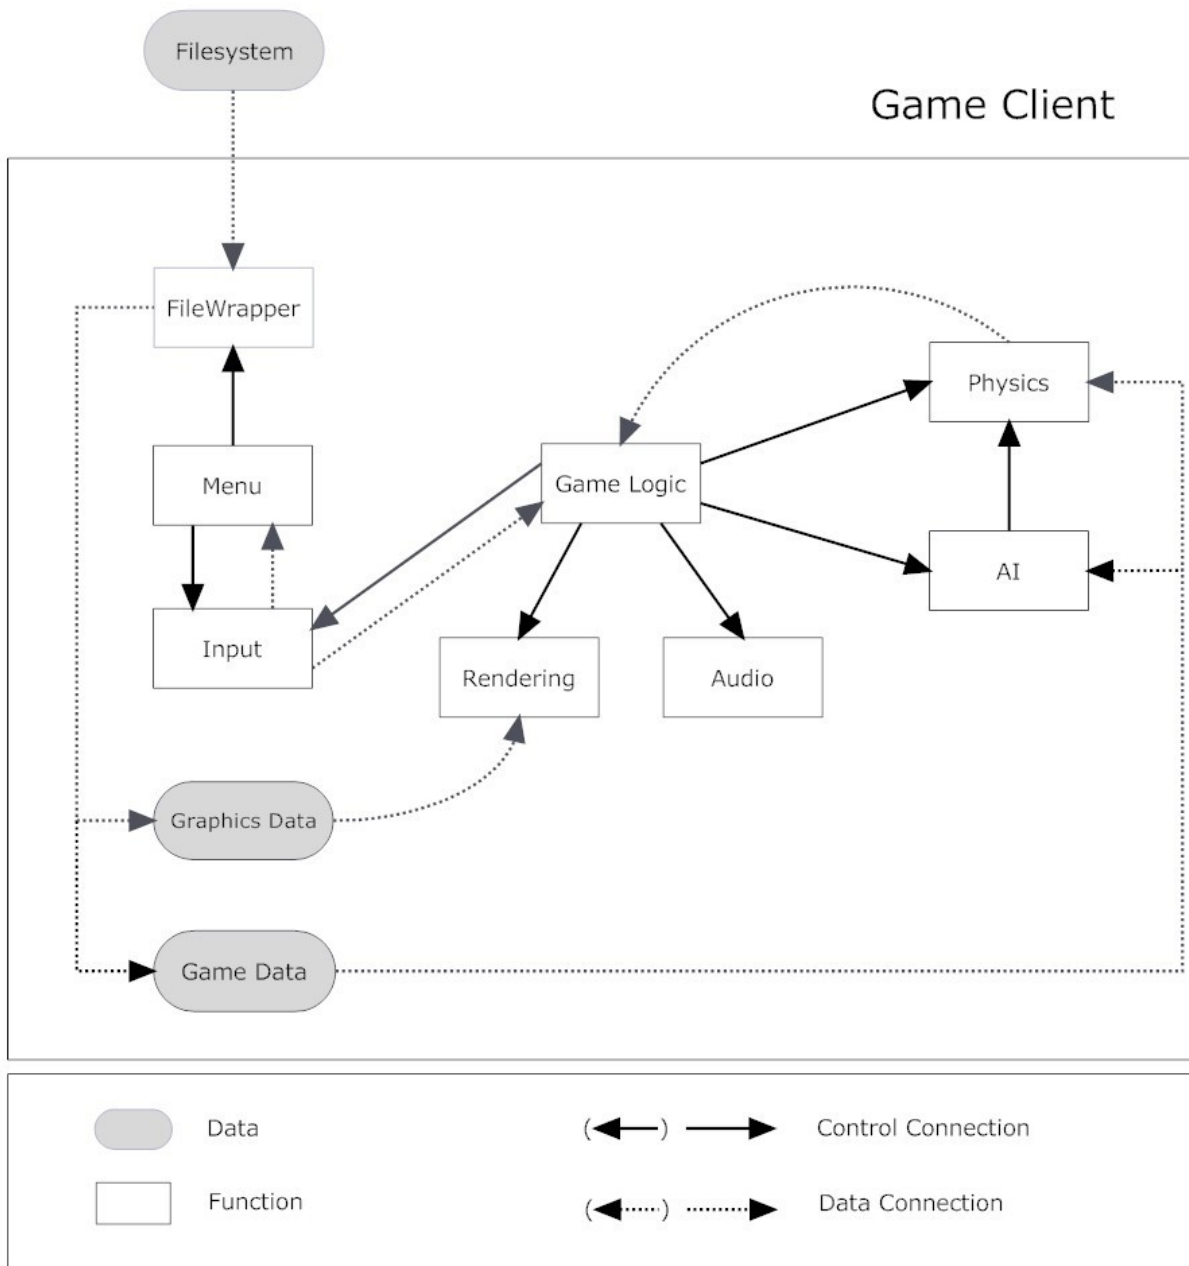 Filesystem
Game Client
FileWrapper
Physics
Menu
Game Logic
AI
Input
Rendering
Audio
Graphics Data
Game Data
Data
( ) Control Connection
Function
( ) Data Connection